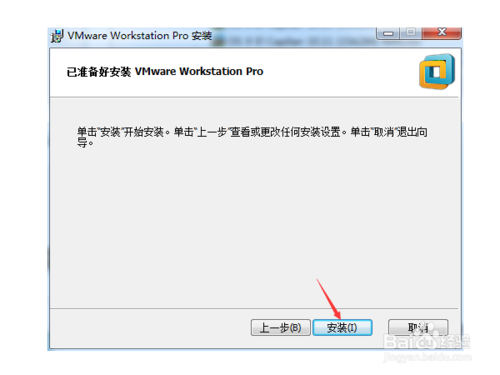 VMware Workstation Pro 安装
已准备好安装 VMware Workstation Pro
单击"安装"开始安装。单击"上一步"查看或更改任何安装设置。单击"取消"退出向
导。
上一步(B)
安装(I)
取消
Baidu经验
jingyan.baidu.com